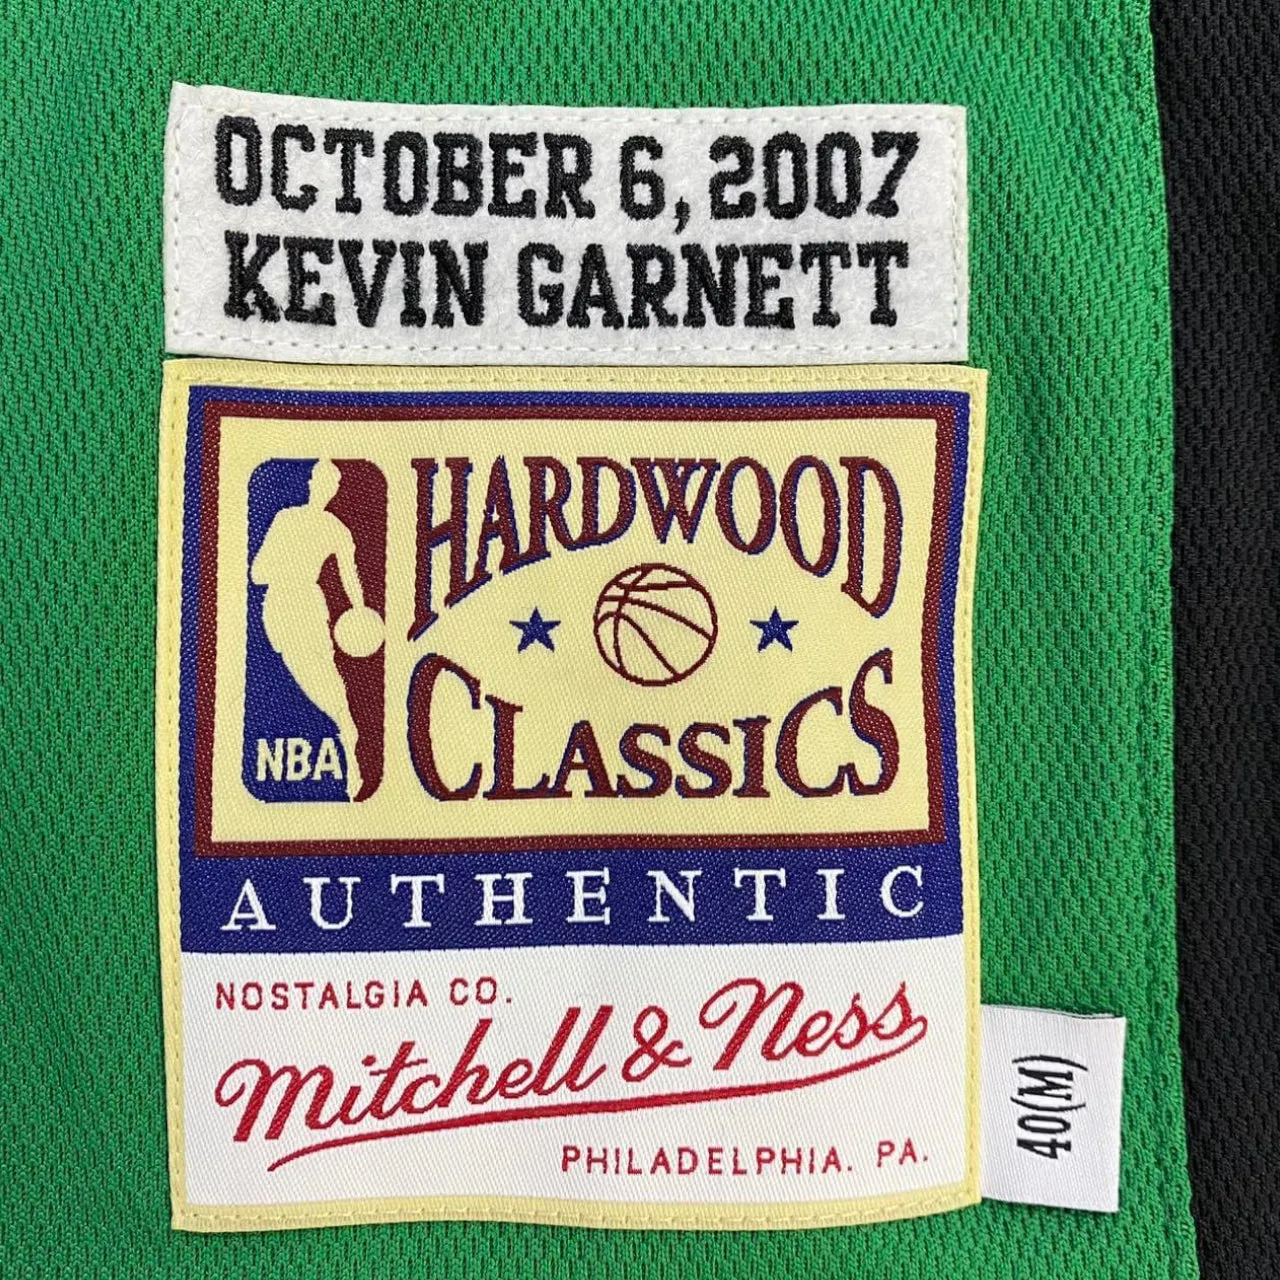 OCTOBER 6, 2007
KEVIN GARNETT
HARDWOOD
CLASSICS
NBA
AUTHENTIC
NOSTALGIA CO.
Mitchell & Ness
PHILADELPHIA. PA.
40(M)